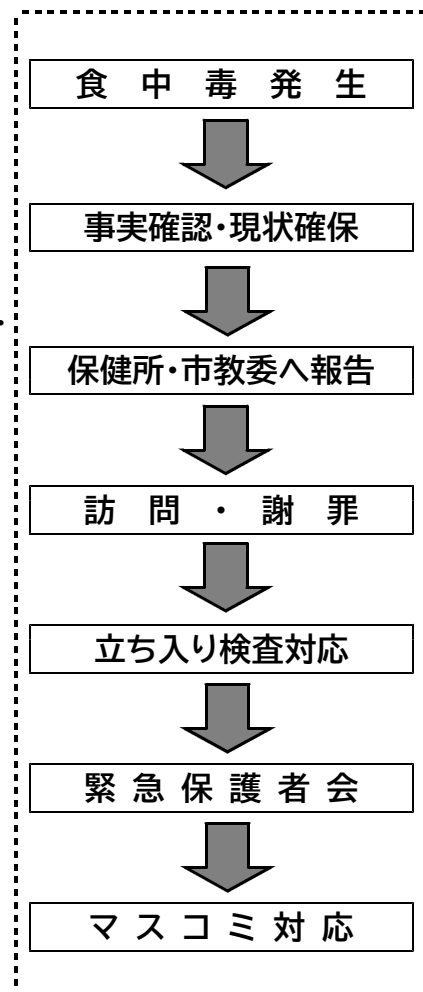 食中毒発生
事実確認・現状確保
保健所・市教委へ報告
訪問・謝罪
立ち入り検査対応
緊急保護者会
マスコミ対応